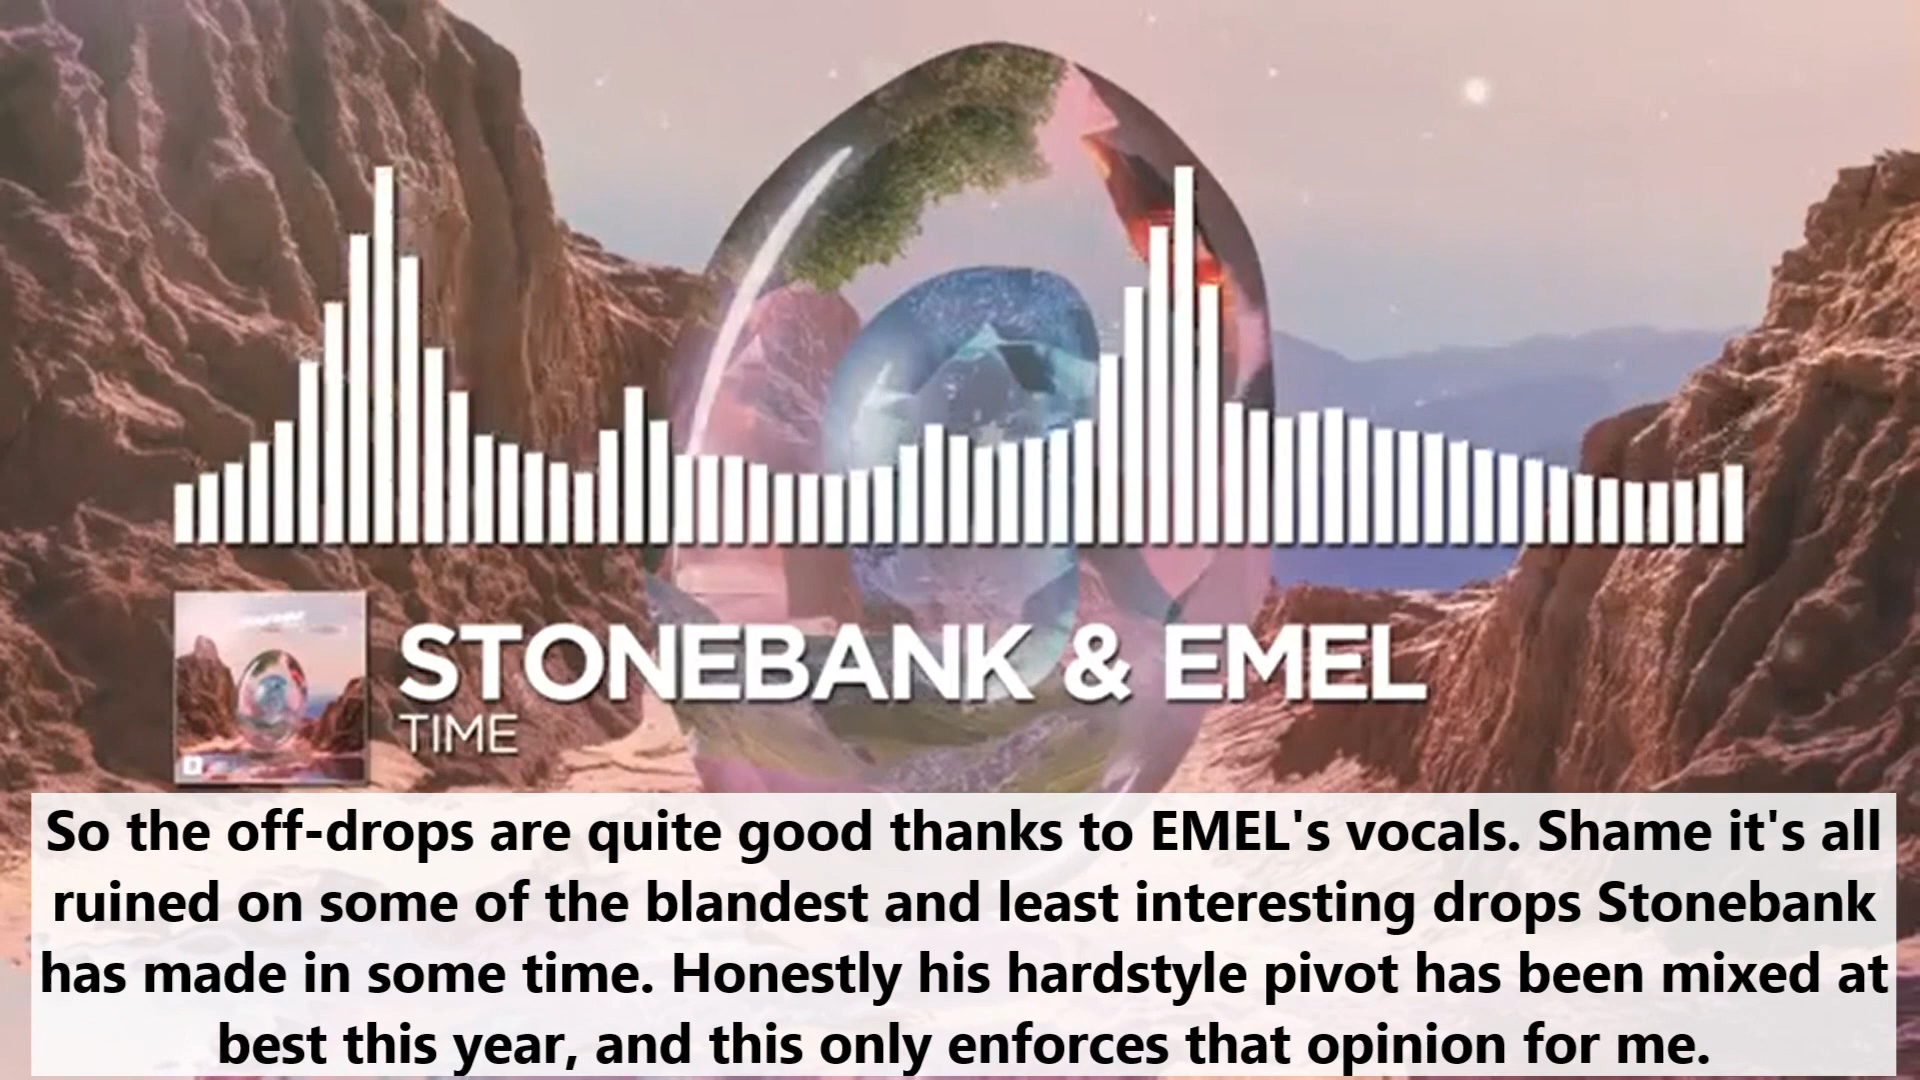 STONEBANK & EMEL
TIME
So the off-drops are quite good thanks to EMEL's vocals. Shame it's all
ruined on some of the blandest and least interesting drops Stonebank
has made in some time. Honestly his hardstyle pivot has been mixed at
best this year, and this only enforces that opinion for me.